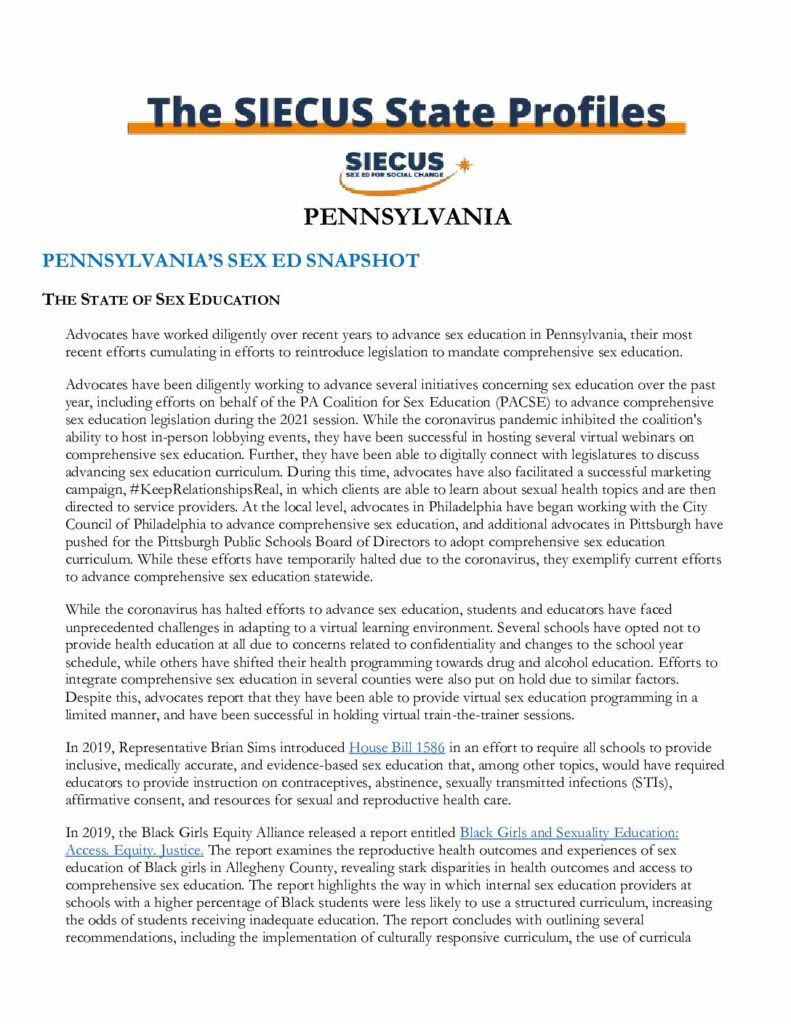 The SIECUS State Profiles
SIECUS
SEX ED FOR SOCIAL CHANGE
PENNSYLVANIA
PENNSYLVANIA’S SEX ED SNAPSHOT
THE STATE OF SEX EDUCATION
Advocates have worked diligently over recent years to advance sex education in Pennsylvania, their most
recent efforts cumulating in efforts to reintroduce legislation to mandate comprehensive sex education.
Advocates have been diligently working to advance several initiatives concerning sex education over the past
year, including efforts on behalf of the PA Coalition for Sex Education (PACSE) to advance comprehensive
sex education legislation during the 2021 session. While the coronavirus pandemic inhibited the coalition's
ability to host in-person lobbying events, they have been successful in hosting several virtual webinars on
comprehensive sex education. Further, they have been able to digitally connect with legislatures to discuss
advancing sex education curriculum. During this time, advocates have also facilitated a successful marketing
campaign, #KeepRelationshipsReal, in which clients are able to learn about sexual health topics and are then
directed to service providers. At the local level, advocates in Philadelphia have began working with the City
Council of Philadelphia to advance comprehensive sex education, and additional advocates in Pittsburgh have
pushed for the Pittsburgh Public Schools Board of Directors to adopt comprehensive sex education
curriculum. While these efforts have temporarily halted due to the coronavirus, they exemplify current efforts
to advance comprehensive sex education statewide.
While the coronavirus has halted efforts to advance sex education, students and educators have faced
unprecedented challenges in adapting to a virtual learning environment. Several schools have opted not to
provide health education at all due to concerns related to confidentiality and changes to the school year
schedule, while others have shifted their health programming towards drug and alcohol education. Efforts to
integrate comprehensive sex education in several counties were also put on hold due to similar factors.
Despite this, advocates report that they have been able to provide virtual sex education programming in a
limited manner, and have been successful in holding virtual train-the-trainer sessions.
In 2019, Representative Brian Sims introduced House Bill 1586 in an effort to require all schools to provide
inclusive, medically accurate, and evidence-based sex education that, among other topics, would have required
educators to provide instruction on contraceptives, abstinence, sexually transmitted infections (STIs),
affirmative consent, and resources for sexual and reproductive health care.
In 2019, the Black Girls Equity Alliance released a report entitled Black Girls and Sexuality Education:
Access. Equity. Justice. The report examines the reproductive health outcomes and experiences of sex
education of Black girls in Allegheny County, revealing stark disparities in health outcomes and access to
comprehensive sex education. The report highlights the way in which internal sex education providers at
schools with a higher percentage of Black students were less likely to use a structured curriculum, increasing
the odds of students receiving inadequate education. The report concludes with outlining several
recommendations, including the implementation of culturally responsive curriculum, the use of curricula